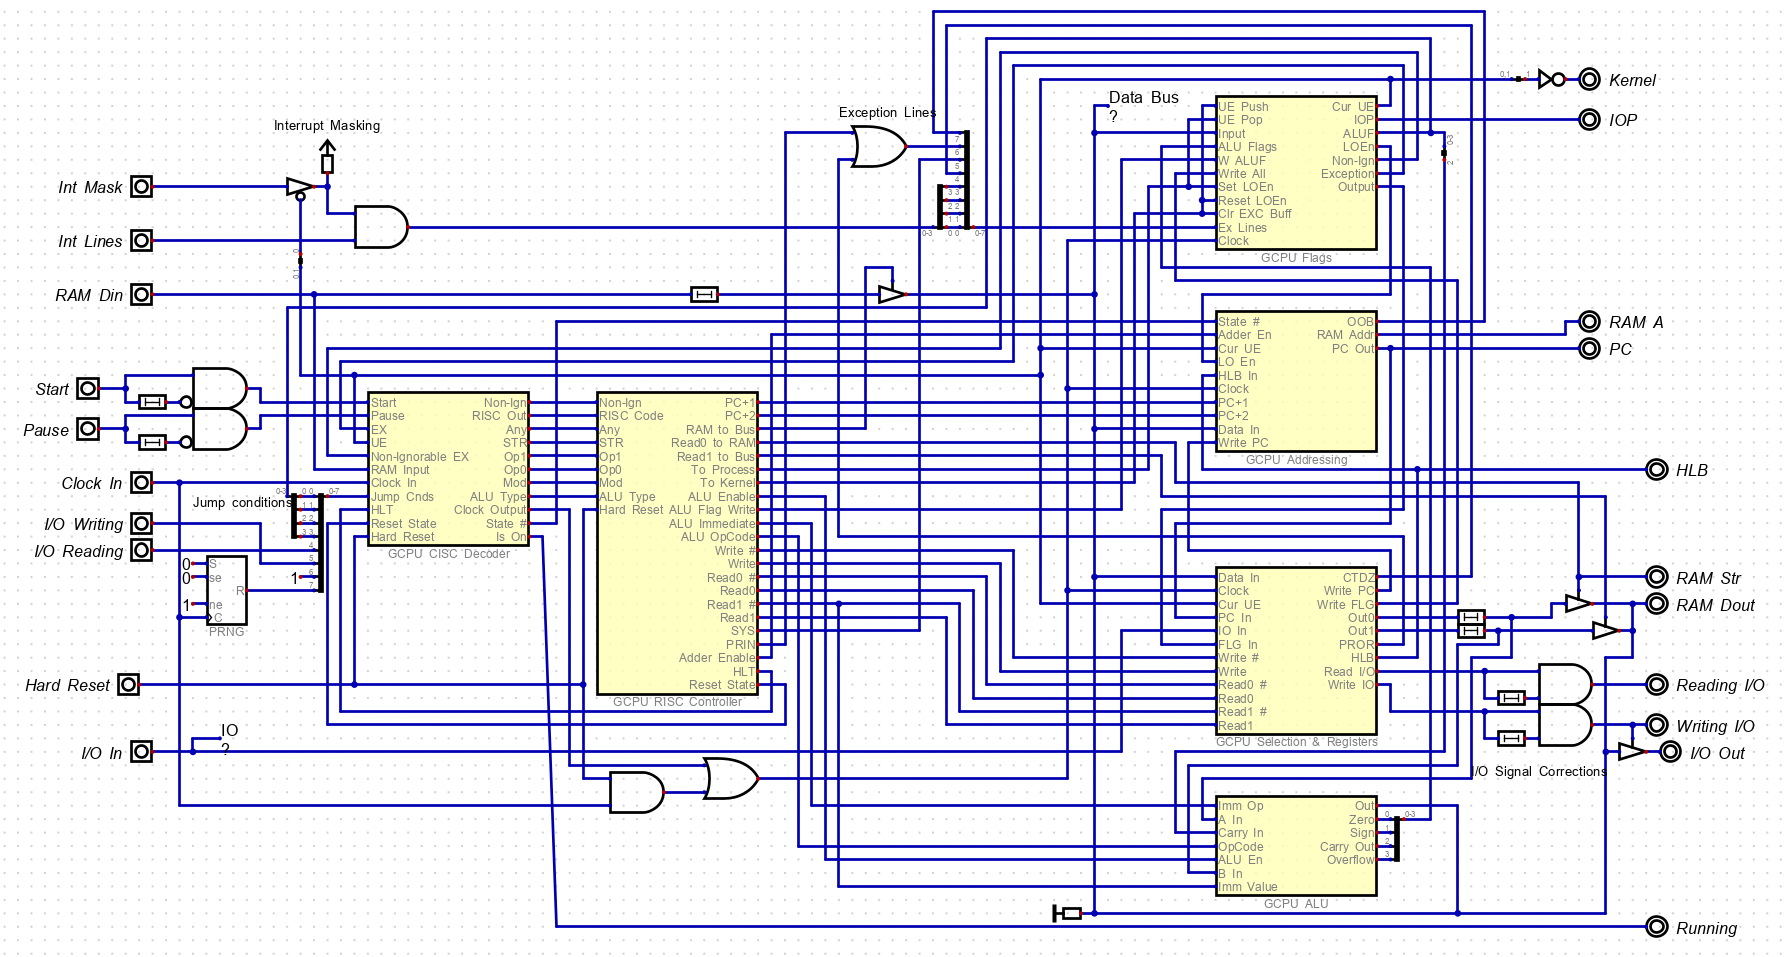 Kernel
Data Bus
?
IOP
Exception Lines
Interrupt Masking
UE Push
UE Pop
Input
ALU Flags
W ALUF
Write All
Set LOEn
Reset LOEn
Clr EXC Buff
Ex Lines
Clock
Cur UE
IOP
ALUF
LOEn
Non-Ign
Exception
Output
GCPU Flags
Int Mask
Int Lines
RAM Din
State #
Adder En
Cur UE
LO En
HLB In
Clock
PC+1
PC+2
Data In
Write PC
OOB
RAM Addr
PC Out
GCPU Addressing
RAM A
PC
HLB
Start
Pause
Clock In
I/O Writing
I/O Reading
Jump conditions
Start
Pause
EX
UE
Non-Ignorable EX
RAM Input
Clock In
Jump Cnds
HLT
Reset State
Hard Reset
Non-Ign
RISC Out
Any
STR
Op1
Op0
Mod
ALU Type
Clock Output
State #
Is On
GCPU CISC Decoder
Non-Ign
RISC Code
Any
STR
Op1
Op0
Mod
ALU Type
Hard Reset
PC+1
PC+2
RAM to Bus
Read0 to RAM
Read1 to Bus
To Process
To Kernel
ALU Enable
ALU Flag Write
ALU Immediate
ALU OpCode
Write #
Write
Read0 #
Read0
Read1 #
Read1
SYS
PRIN
Adder Enable
HLT
Reset State
GCPU RISC Controller
0
0
1
1
S
se
ne
C
R
PRNG
Data In
Clock
Cur UE
PC In
IO In
FLG In
Write #
Write
Read0 #
Read0
Read1 #
Read1
CTDZ
Write PC
Write FLG
Out0
Out1
PROR
HLB
Read I/O
Write IO
GCPU Selection & Registers
RAM Str
RAM Dout
Hard Reset
Reading I/O
IO
?
I/O In
Writing I/O
I/O Out
I/O Signal Corrections
Imm Op
A In
Carry In
OpCode
ALU En
B In
Imm Value
Out
Zero
Sign
Carry Out
Overflow
GCPU ALU
Running